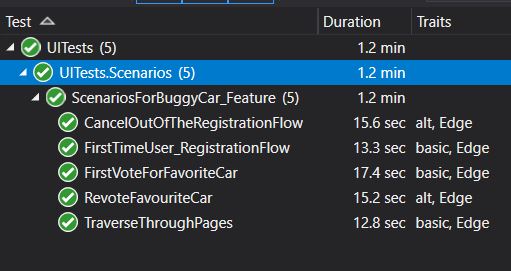 Test Duration Traits
UITests (5) 1.2 min
UITests.Scenarios (5) 1.2 min
ScenariosForBuggyCar_Feature (5) 1.2 min
CancelOutOfTheRegistrationFlow 15.6 sec alt, Edge
FirstTimeUser_RegistrationFlow 13.3 sec basic, Edge
FirstVoteForFavoriteCar 17.4 sec basic, Edge
RevoteFavouriteCar 15.2 sec alt, Edge
TraverseThroughPages 12.8 sec basic, Edge